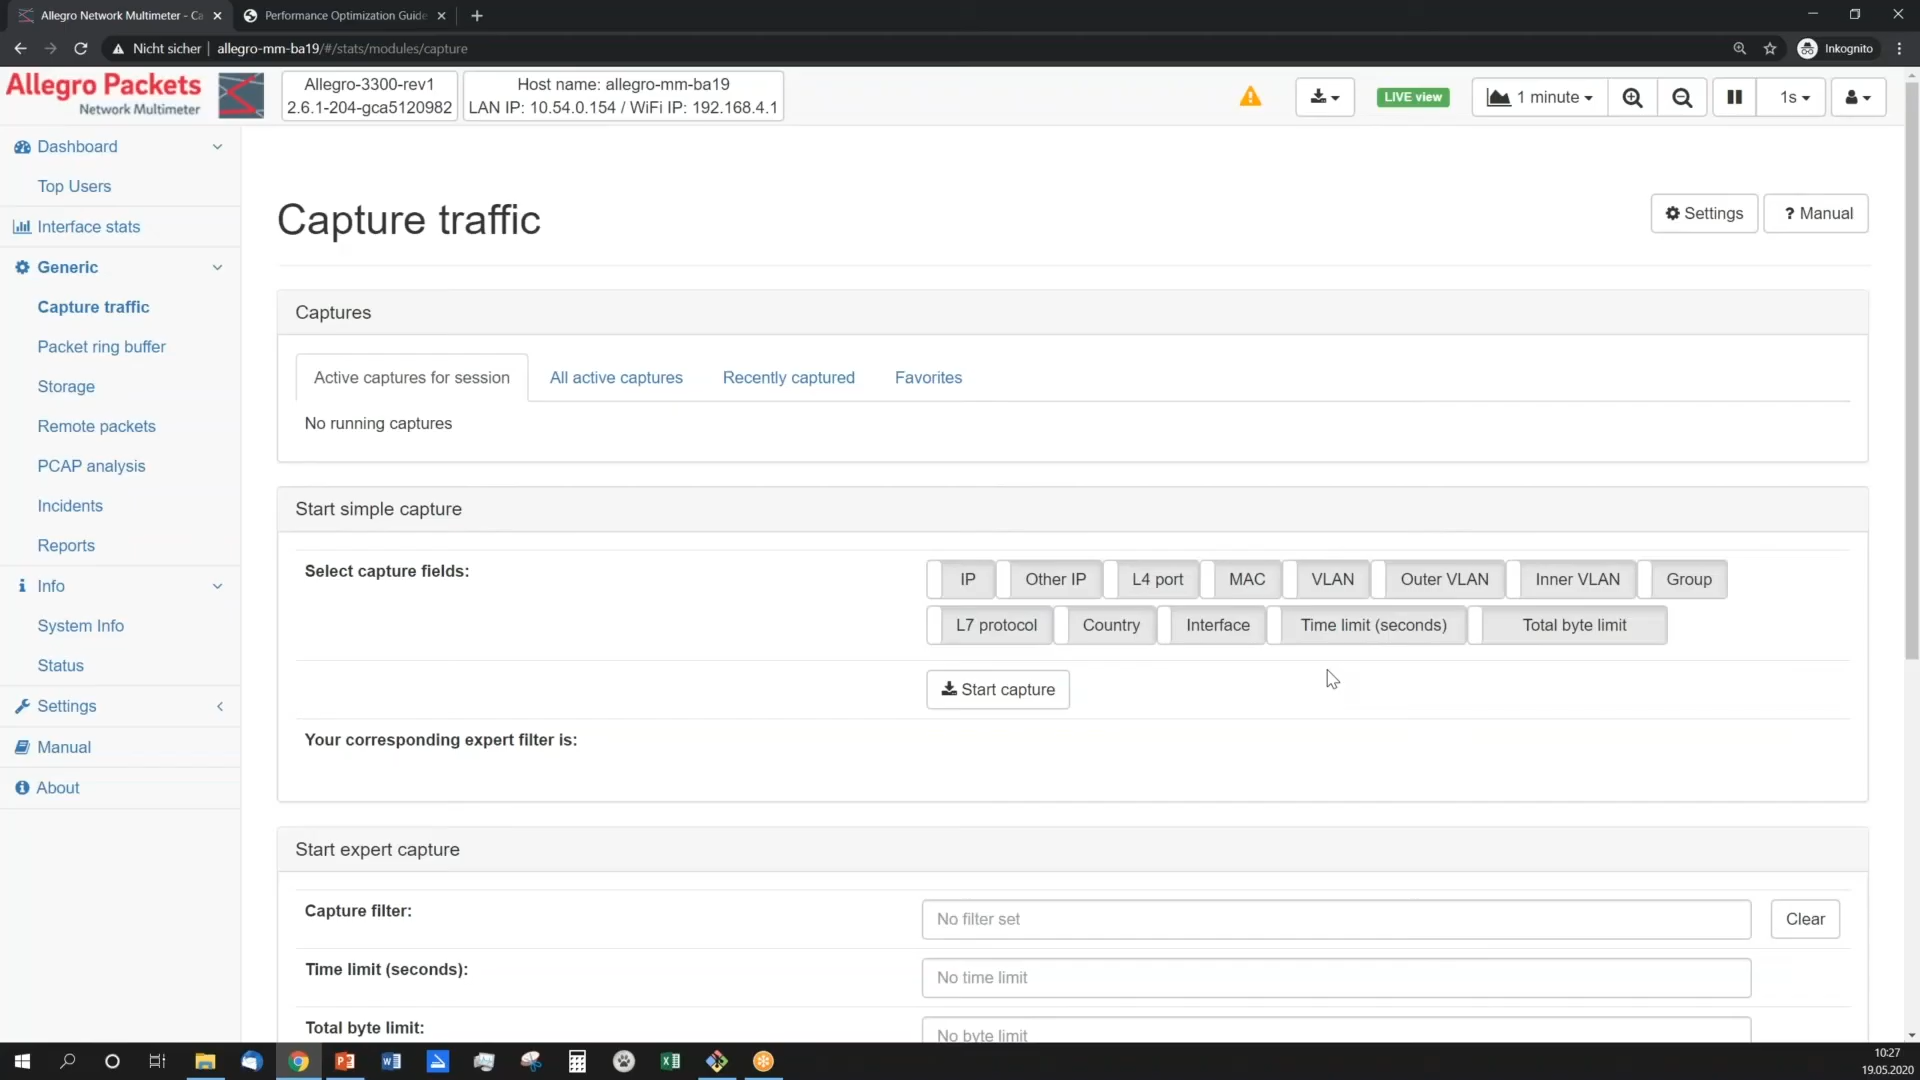 Allegro Network Multimeter - Ca
Performance Optimization Guide
Nicht sicher | allegro-mm-ba19/#/stats/modules/capture
Inkognito
Allegro Packets
Network Multimeter
Allegro-3300-rev1
2.6.1-204-gca5120982
Host name: allegro-mm-ba19
LAN IP: 10.54.0.154 / WiFi IP: 192.168.4.1
LIVE view
1 minute
1s
Dashboard
Top Users
Interface stats
Generic
Capture traffic
Packet ring buffer
Storage
Remote packets
PCAP analysis
Incidents
Reports
Info
System Info
Status
Settings
Manual
About
Capture traffic
Settings
? Manual
Captures
Active captures for session
All active captures
Recently captured
Favorites
No running captures
Start simple capture
Select capture fields:
IP
Other IP
L4 port
MAC
VLAN
Outer VLAN
Inner VLAN
Group
L7 protocol
Country
Interface
Time limit (seconds)
Total byte limit
Start capture
Your corresponding expert filter is:
Start expert capture
Capture filter:
No filter set
Clear
Time limit (seconds):
No time limit
Total byte limit:
No byte limit
10:27
19.05.2020